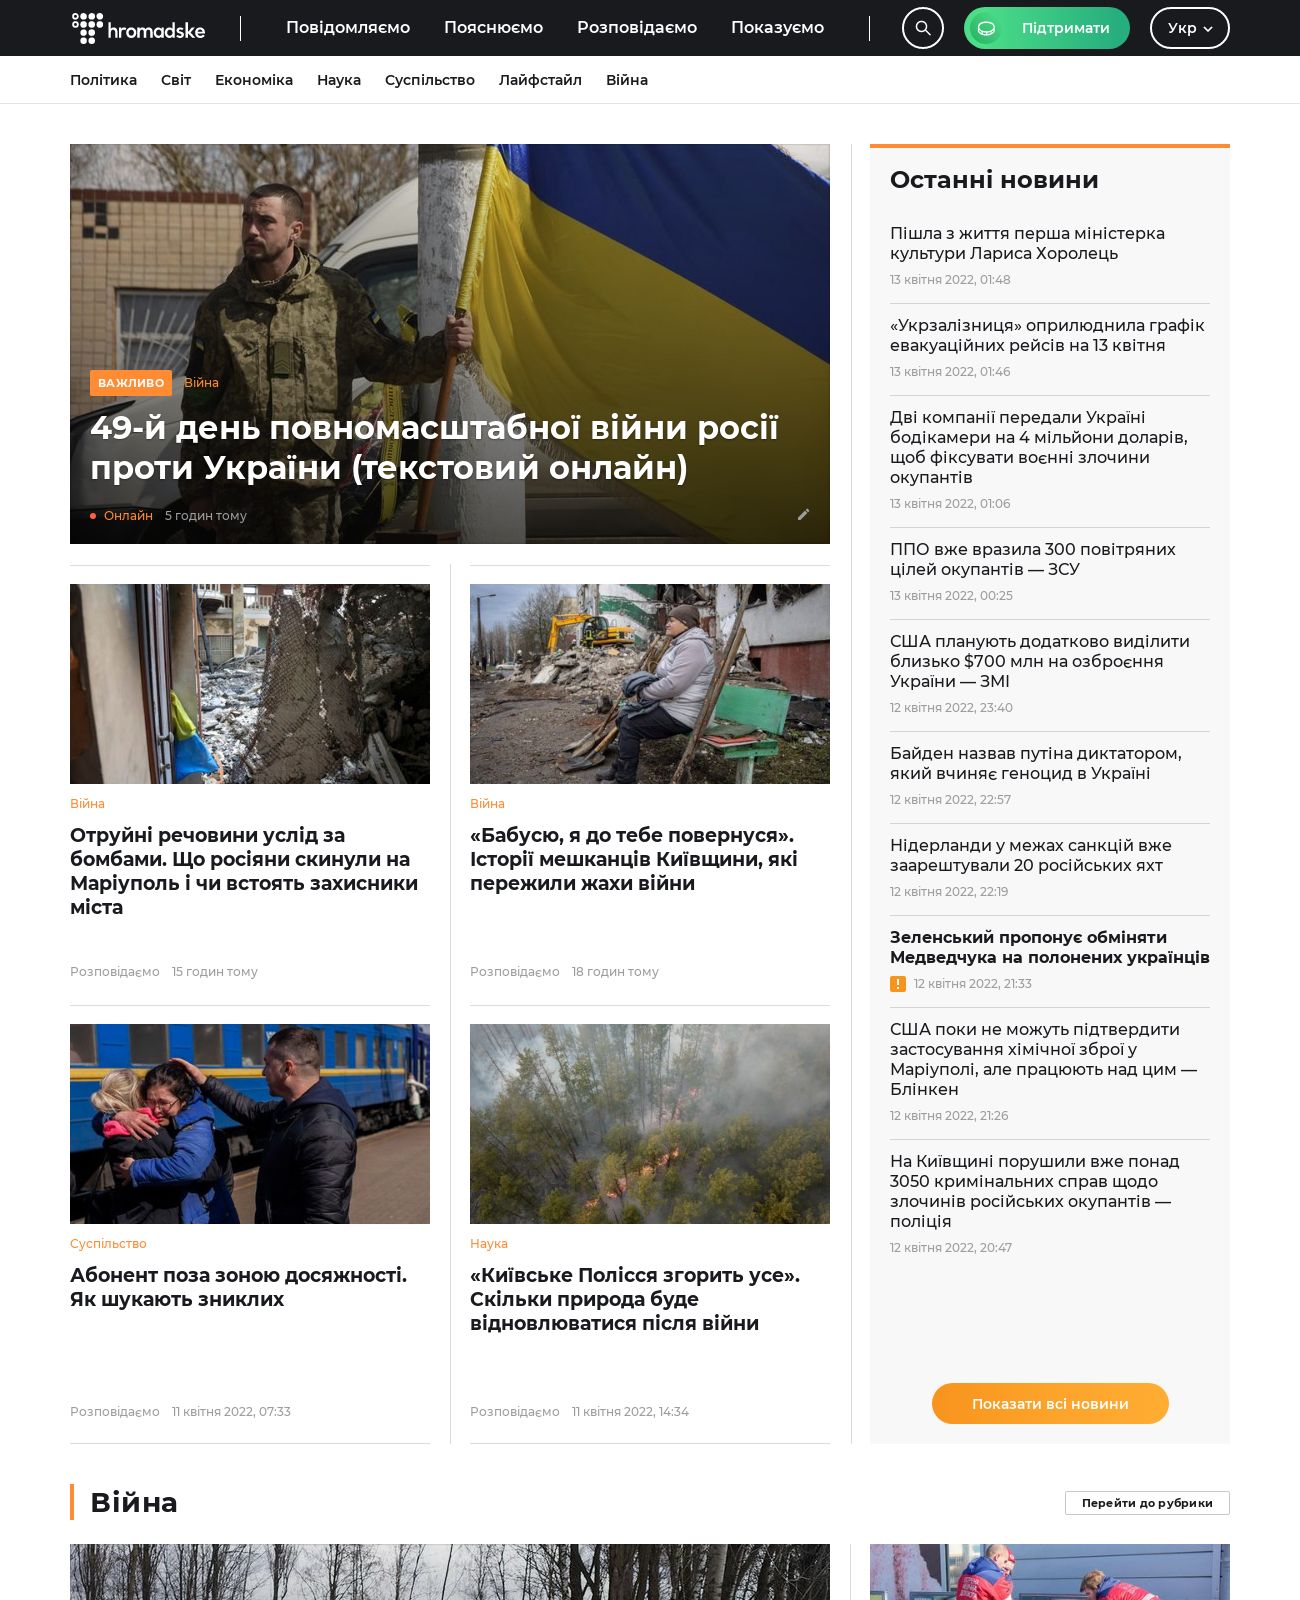 hromadske
Повідомляємо
Пояснюємо
Розповідаємо
Показуємо
Підтримати
Укр
Політика
Світ
Економіка
Наука
Суспільство
Лайфстайл
Війна
ВАЖЛИВО
Війна
49-й день повномасштабної війни росії
проти України (текстовий онлайн)
Онлайн
5 годин тому
Війна
Отруйні речовини услід за
бомбами. Що росіяни скинули на
Маріуполь і чи встоять захисники
міста
Розповідаємо
15 годин тому
Війна
«Бабусю, я до тебе повернуся».
Історії мешканців Київщини, які
пережили жахи війни
Розповідаємо
18 годин тому
Суспільство
Абонент поза зоною досяжності.
Як шукають зниклих
Розповідаємо
11 квітня 2022, 07:33
Наука
«Київське Полісся згорить усе».
Скільки природа буде
відновлюватися після війни
Розповідаємо
11 квітня 2022, 14:34
Останні новини
Пішла з життя перша міністерка
культури Лариса Хоролець
13 квітня 2022, 01:48
«Укрзалізниця» оприлюднила графік
евакуаційних рейсів на 13 квітня
13 квітня 2022, 01:46
Дві компанії передали Україні
бодікамери на 4 мільйони доларів,
щоб фіксувати воєнні злочини
окупантів
13 квітня 2022, 01:06
ППО вже вразила 300 повітряних
цілей окупантів — ЗСУ
13 квітня 2022, 00:25
США планують додатково виділити
близько $700 млн на озброєння
України — ЗМІ
12 квітня 2022, 23:40
Байден назвав путіна диктатором,
який вчиняє геноцид в Україні
12 квітня 2022, 22:57
Нідерланди у межах санкцій вже
заарештували 20 російських яхт
12 квітня 2022, 22:19
Зеленський пропонує обміняти
Медведчука на полонених українців
12 квітня 2022, 21:33
США поки не можуть підтвердити
застосування хімічної зброї у
Маріуполі, але працюють над цим —
Блінкен
12 квітня 2022, 21:26
На Київщині порушили вже понад
3050 кримінальних справ щодо
злочинів російських окупантів —
поліція
12 квітня 2022, 20:47
Показати всі новини
Війна
Перейти до рубрики